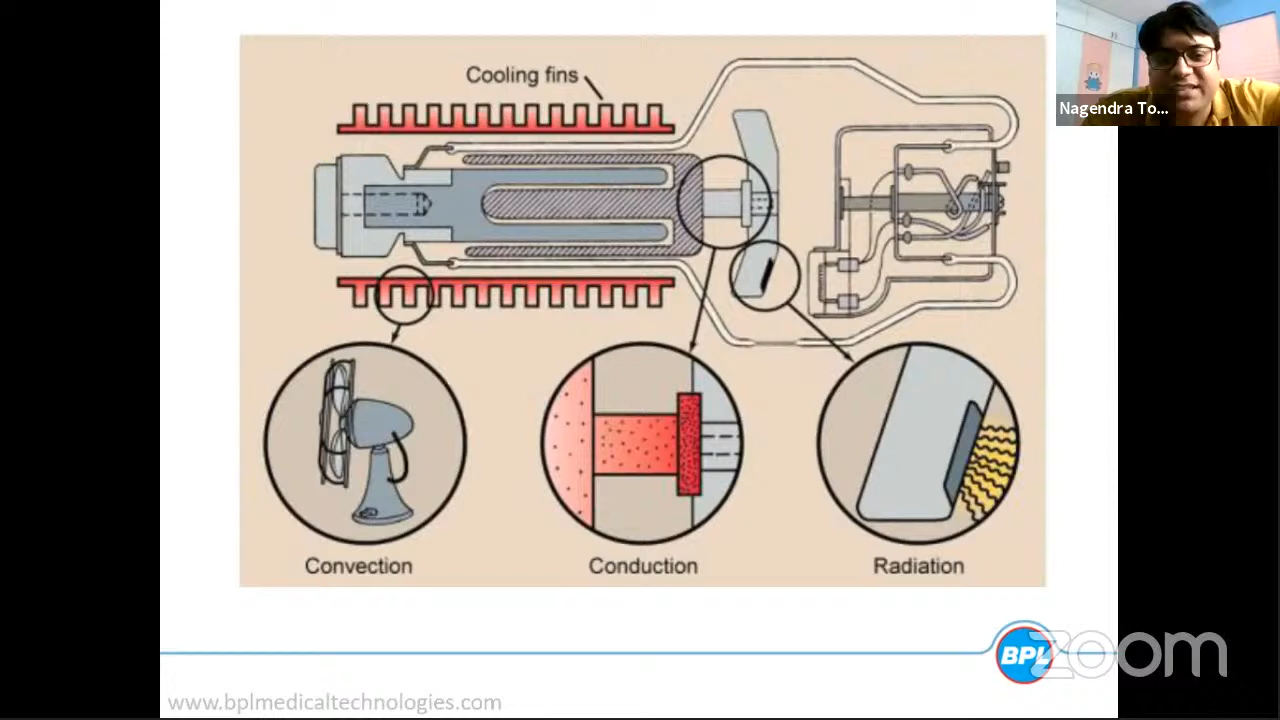 Cooling fins
Nagendra To...
Convection
Conduction
Radiation
BPL
zoom
www.bplmedicaltechnologies.com